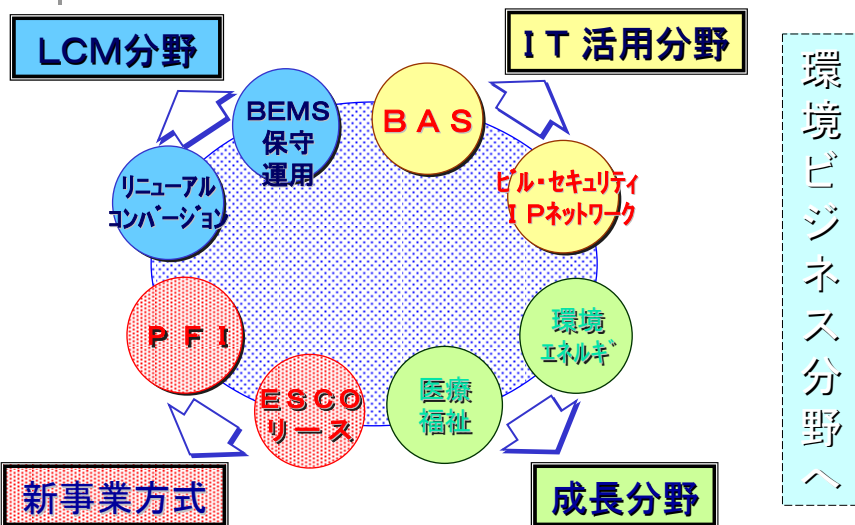 LCM分野
IT 活用分野
BEMS
保守
運用
BAS
リニューアル
コンバージョン
ビル・セキュリティ
IPネットワーク
PFI
環境
エネルギ
ESCO
リース
医療
福祉
新事業方式
成長分野
環境ビジネス分野へ